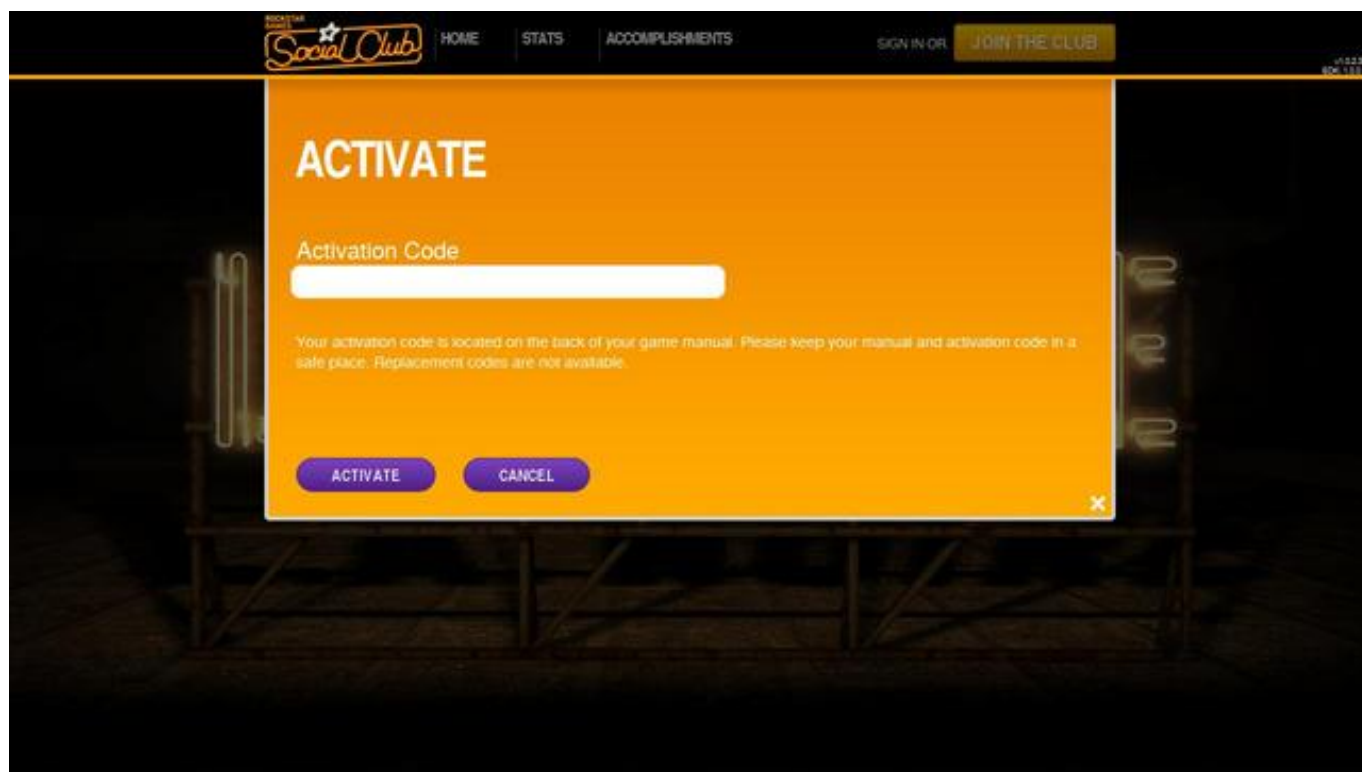 ROCKSTAR
GAMES
Social Club
HOME STATS ACCOMPLISHMENTS SIGN IN OR JOIN THE CLUB
ACTIVATE
Activation Code
Your activation code is located on the back of your game manual. Please keep your manual and activation code in a
safe place. Replacement codes are not available.
ACTIVATE CANCEL